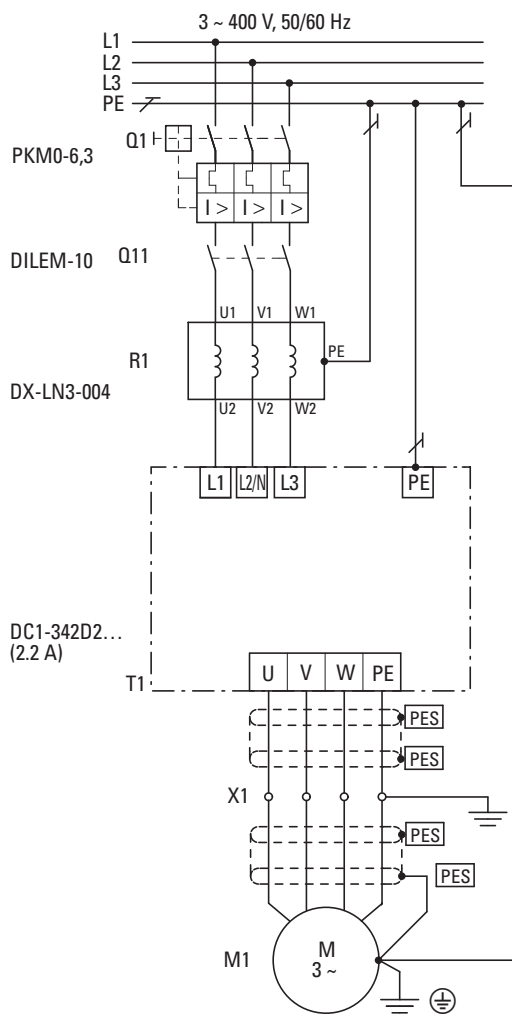 3 ~ 400 V, 50/60 Hz
L1
L2
L3
PE
Q1
PKM0-6,3
I > I > I >
DILEM-10 Q11
U1 V1 W1
R1 PE
DX-LN3-004
U2 V2 W2
L1 L2/N L3 PE
DC1-342D2…
(2.2 A)
T1
U V W PE
PES
PES
X1
PES
PES
M1
M
3 ~